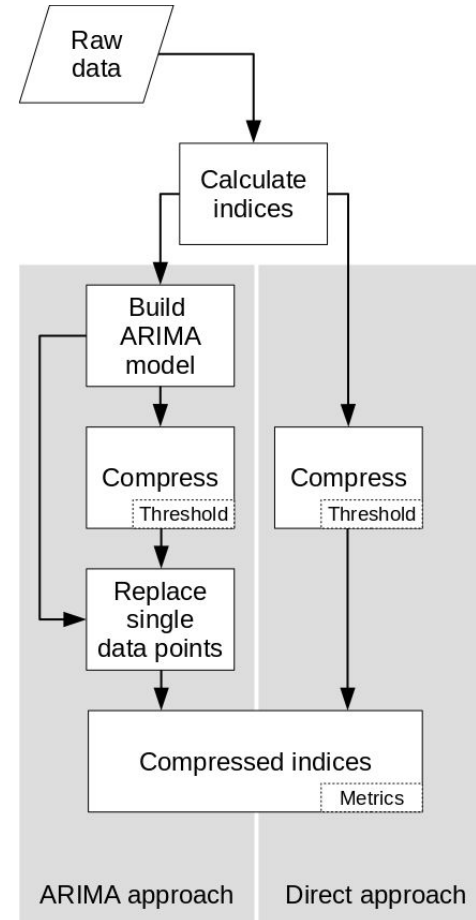 Raw
data
Calculate
indices
Build
ARIMA
model
Compress
Threshold
Compress
Threshold
Replace
single
data points
Compressed indices
Metrics
ARIMA approach
Direct approach